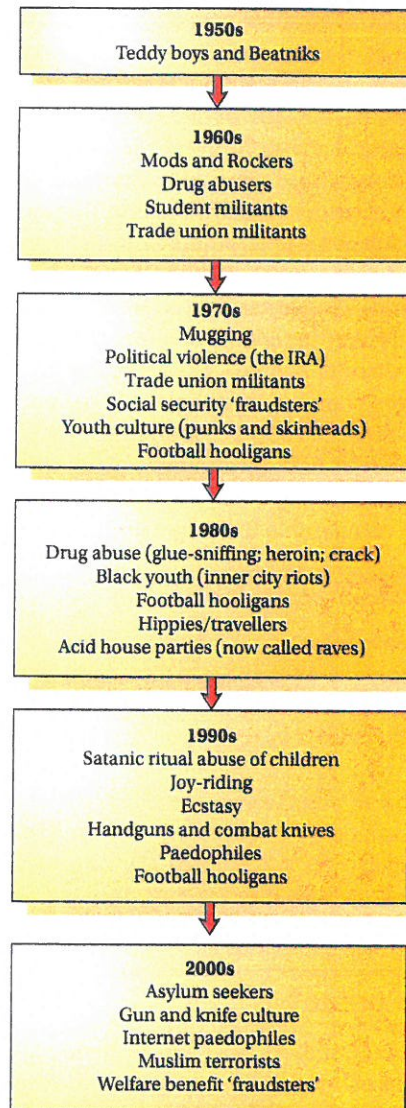 1950s
Teddy boys and Beatniks
1960s
Mods and Rockers
Drug abusers
Student militants
Trade union militants
1970s
Mugging
Political violence (the IRA)
Trade union militants
Social security 'fraudsters'
Youth culture (punks and skinheads)
Football hooligans
1980s
Drug abuse (glue-sniffing; heroin; crack)
Black youth (inner city riots)
Football hooligans
Hippies/travellers
Acid house parties (now called raves)
1990s
Satanic ritual abuse of children
Joy-riding
Ecstasy
Handguns and combat knives
Paedophiles
Football hooligans
2000s
Asylum seekers
Gun and knife culture
Internet paedophiles
Muslim terrorists
Welfare benefit 'fraudsters'